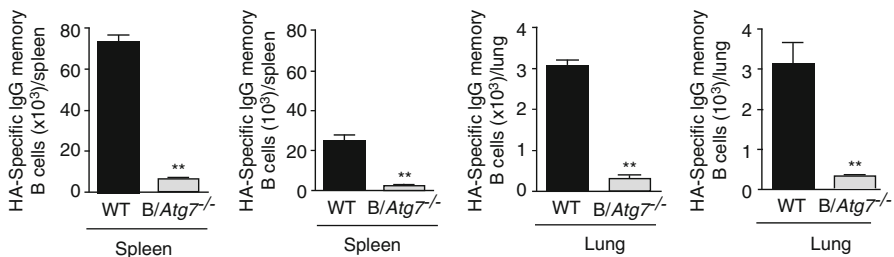 HA-Specific IgG memory
B cells (x10³)/spleen
80
60
40
20
0
**
WT B/Atg7⁻/⁻
Spleen
HA-Specific IgG memory
B cells (10³)/spleen
80
60
40
20
0
**
WT B/Atg7⁻/⁻
Spleen
HA-Specific IgG memory
B cells (x10³)/lung
4
3
2
1
0
**
WT B/Atg7⁻/⁻
Lung
HA-Specific IgG memory
B cells (10³)/lung
4
3
2
1
0
**
WT B/Atg7⁻/⁻
Lung